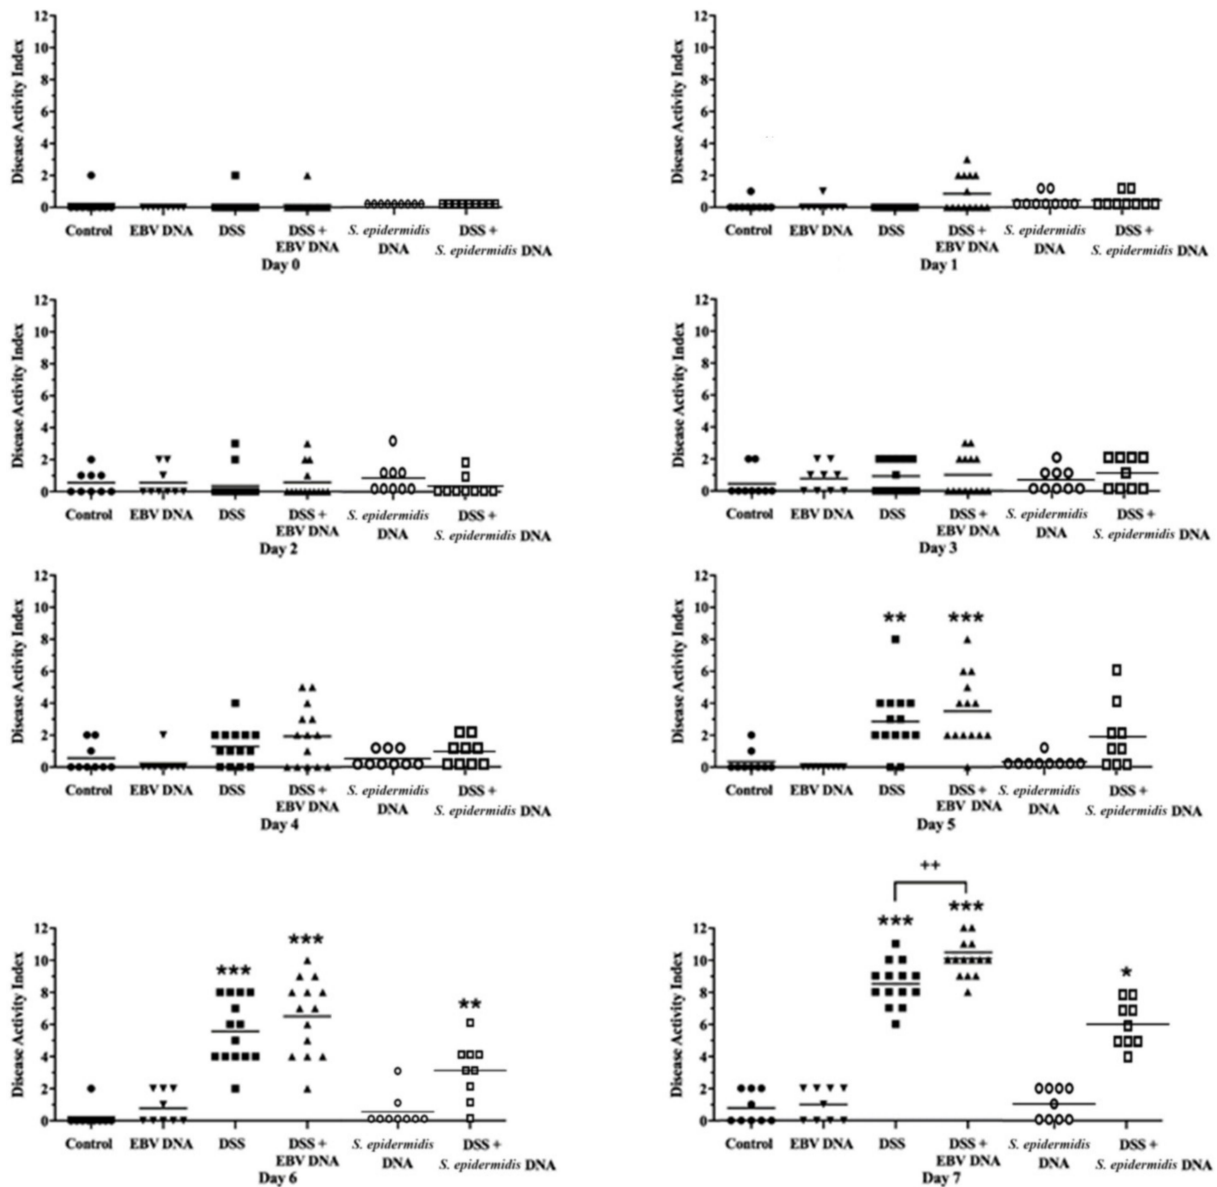 Disease Activity Index
12
10
8
6
4
2
0
Control EBV DNA DSS DSS + EBV DNA S. epidermidis DNA DSS + S. epidermidis DNA
Day 0
Disease Activity Index
12
10
8
6
4
2
0
Control EBV DNA DSS DSS + EBV DNA S. epidermidis DNA DSS + S. epidermidis DNA
Day 1
Disease Activity Index
12
10
8
6
4
2
0
Control EBV DNA DSS DSS + EBV DNA S. epidermidis DNA DSS + S. epidermidis DNA
Day 2
Disease Activity Index
12
10
8
6
4
2
0
Control EBV DNA DSS DSS + EBV DNA S. epidermidis DNA DSS + S. epidermidis DNA
Day 3
Disease Activity Index
12
10
8
6
4
2
0
Control EBV DNA DSS DSS + EBV DNA S. epidermidis DNA DSS + S. epidermidis DNA
Day 4
Disease Activity Index
12
10
8
6
4
2
0
** ***
Control EBV DNA DSS DSS + EBV DNA S. epidermidis DNA DSS + S. epidermidis DNA
Day 5
Disease Activity Index
12
10
8
6
4
2
0
*** *** **
Control EBV DNA DSS DSS + EBV DNA S. epidermidis DNA DSS + S. epidermidis DNA
Day 6
Disease Activity Index
12
10
8
6
4
2
0
++
*** *** *
Control EBV DNA DSS DSS + EBV DNA S. epidermidis DNA DSS + S. epidermidis DNA
Day 7